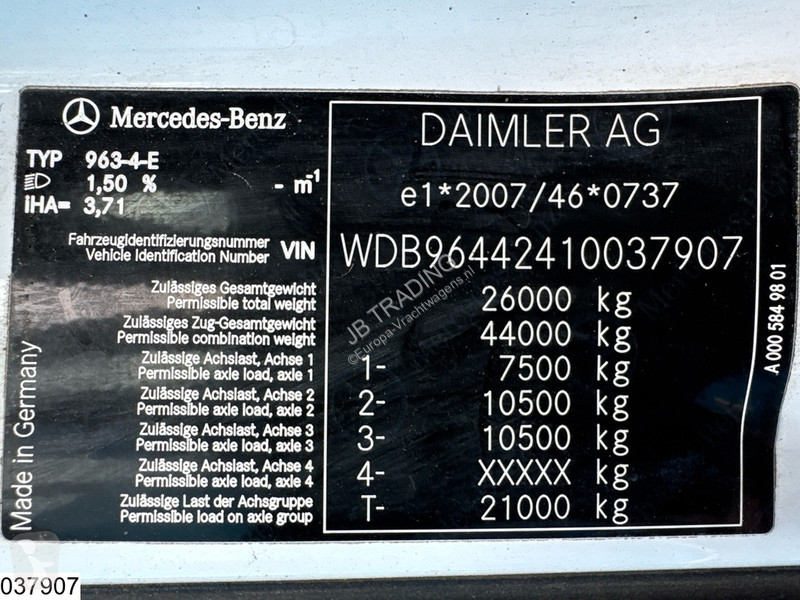 Mercedes-Benz
TYP 963-4-E
1,50 % - m⁻¹
iHA= 3,71
DAIMLER AG
e1*2007/46*0737
Fahrzeugidentifizierungsnummer
Vehicle Identification Number VIN WDB96442410037907
Zulässiges Gesamtgewicht
Permissible total weight 26000 kg
Zulässiges Zug-Gesamtgewicht
Permissible combination weight 44000 kg
Zulässige Achslast, Achse 1
Permissible axle load, axle 1 1- 7500 kg
Zulässige Achslast, Achse 2
Permissible axle load, axle 2 2- 10500 kg
Zulässige Achslast, Achse 3
Permissible axle load, axle 3 3- 10500 kg
Zulässige Achslast, Achse 4
Permissible axle load, axle 4 4- XXXXX kg
Zulässige Last der Achsgruppe
Permissible load on axle group T- 21000 kg
Made in Germany
A 000 584 98 01
JB TRADING
©Europa-Vrachtwagens.nl
037907